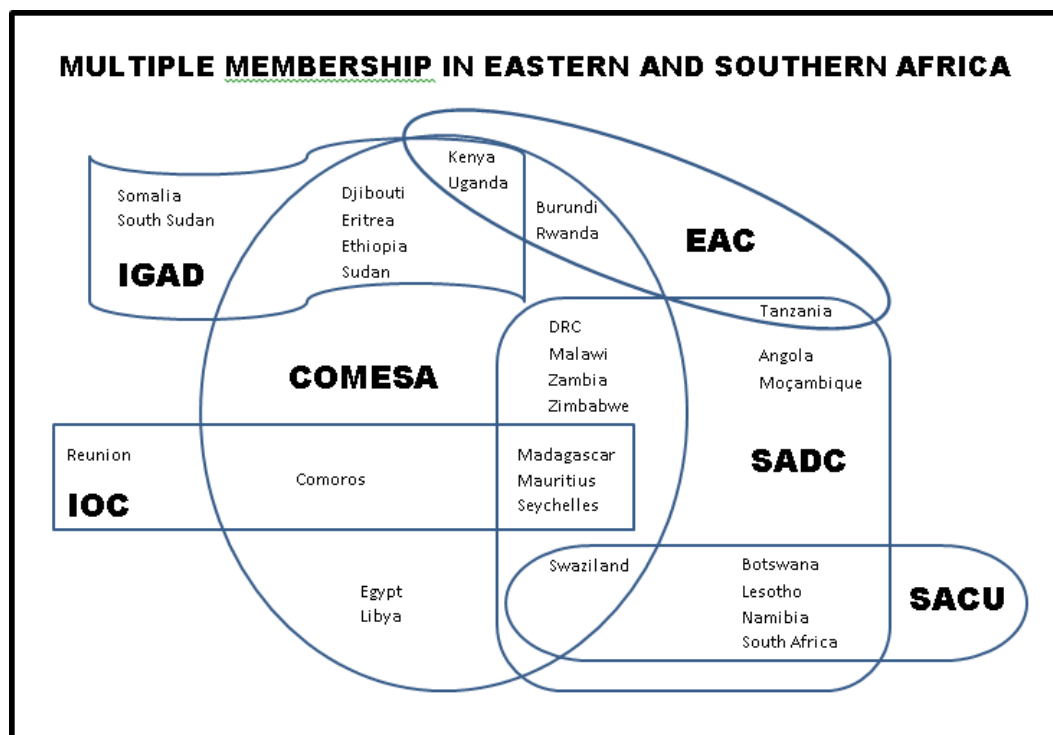 MULTIPLE MEMBERSHIP IN EASTERN AND SOUTHERN AFRICA
Somalia
South Sudan
IGAD
Djibouti
Eritrea
Ethiopia
Sudan
Kenya
Uganda
Burundi
Rwanda
EAC
Tanzania
COMESA
DRC
Malawi
Zambia
Zimbabwe
Angola
Moçambique
SADC
Reunion
IOC
Comoros
Madagascar
Mauritius
Seychelles
Egypt
Libya
Swaziland
Botswana
Lesotho
Namibia
South Africa
SACU